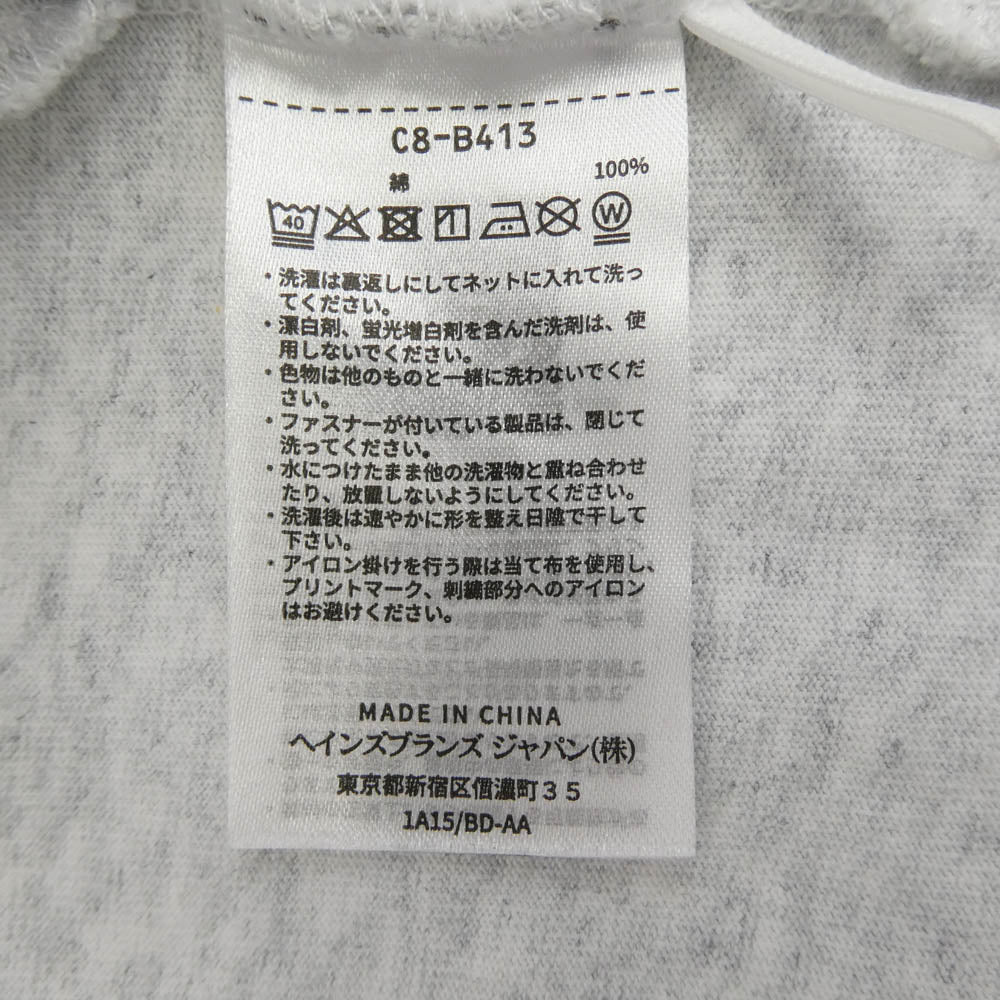 C8-B413
綿 100%
40 W
・洗濯は裏返しにしてネットに入れて洗っ
てください。
・漂白剤、蛍光増白剤を含んだ洗剤は、使
用しないでください。
・色物は他のものと一緒に洗わないでくだ
さい。
・ファスナーが付いている製品は、閉じて
洗ってください。
・水につけたまま他の洗濯物と重ね合わせ
たり、放置しないようにしてください。
・洗濯後は速やかに形を整え日陰で干して
下さい。
・アイロン掛けを行う際は当て布を使用し、
プリントマーク、刺繍部分へのアイロン
はお避けください。
MADE IN CHINA
ヘインズブランズ ジャパン(株)
東京都新宿区信濃町３５
1A15/BD-AA